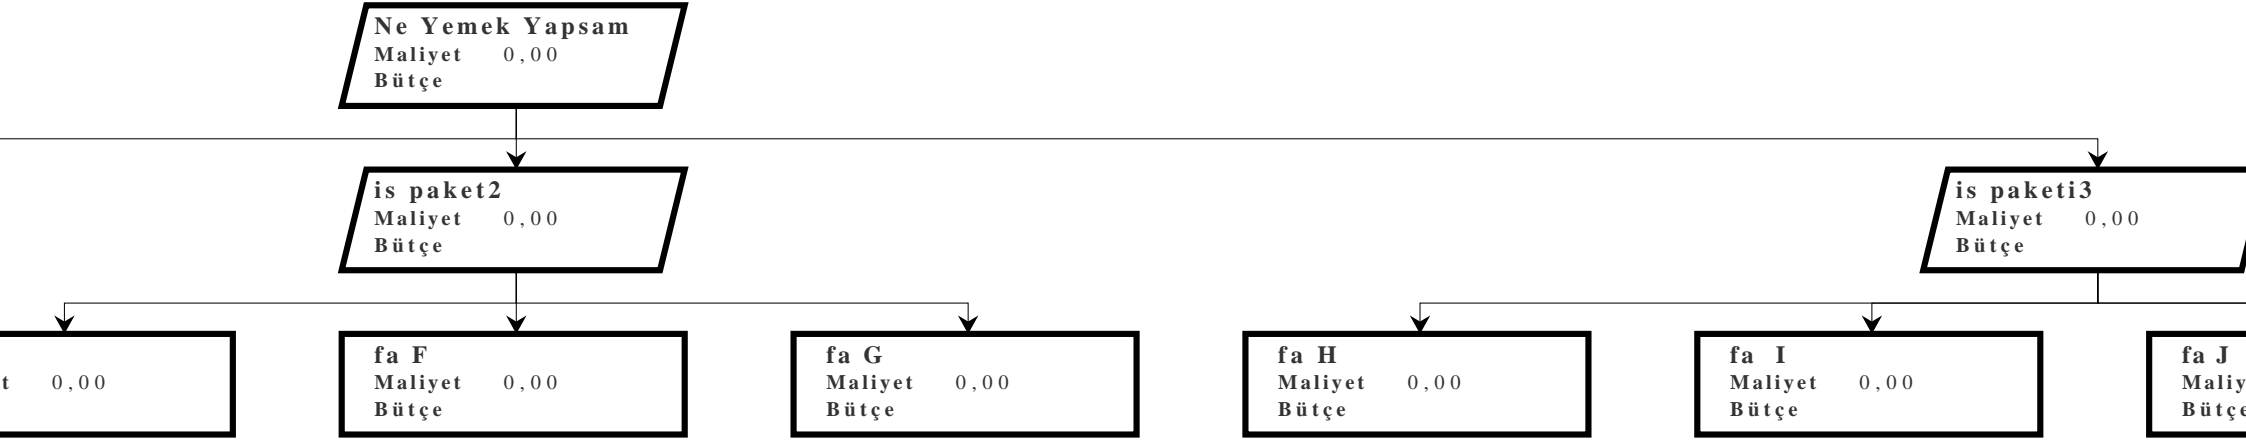 Ne Yemek Yapsam
Maliyet 0,00
Bütçe
is paket2
Maliyet 0,00
Bütçe
is paketi3
Maliyet 0,00
Bütçe
t 0,00
fa F
Maliyet 0,00
Bütçe
fa G
Maliyet 0,00
Bütçe
fa H
Maliyet 0,00
Bütçe
fa I
Maliyet 0,00
Bütçe
fa J
Maliy
Bütçe